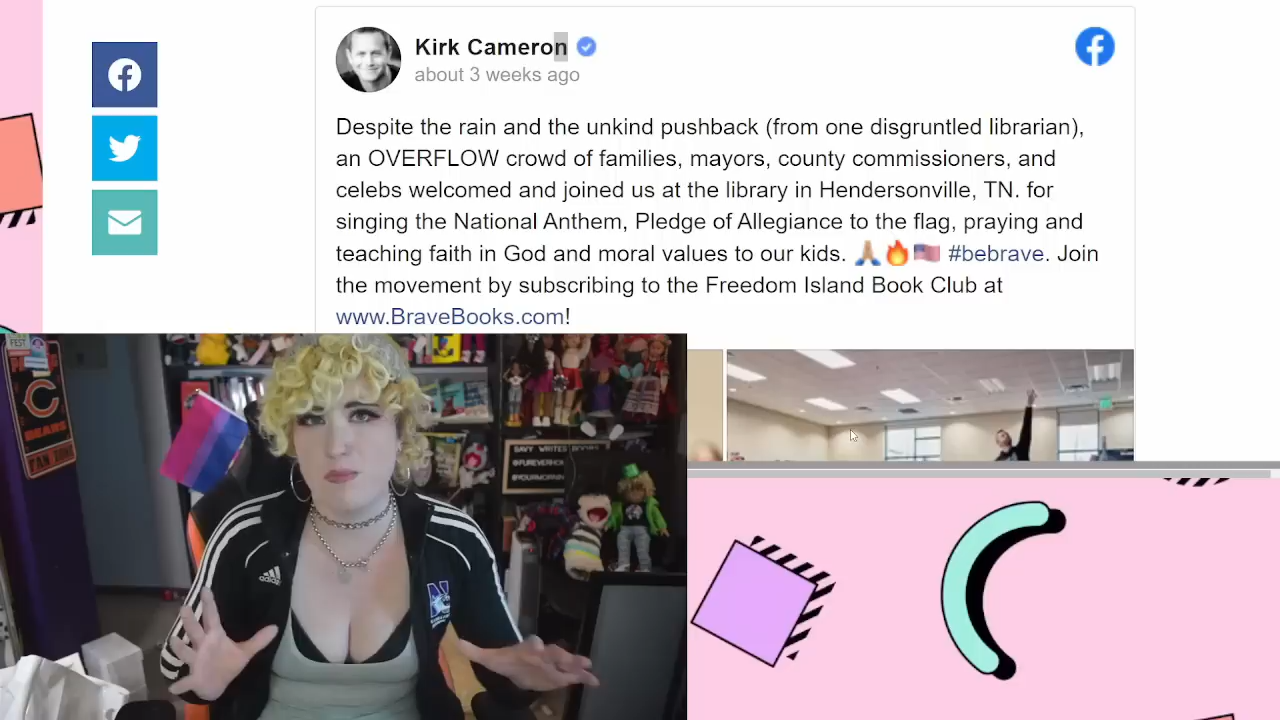 Kirk Cameron
about 3 weeks ago
Despite the rain and the unkind pushback (from one disgruntled librarian),
an OVERFLOW crowd of families, mayors, county commissioners, and
celebs welcomed and joined us at the library in Hendersonville, TN. for
singing the National Anthem, Pledge of Allegiance to the flag, praying and
teaching faith in God and moral values to our kids. 🙏🔥🇺🇸 #bebrave. Join
the movement by subscribing to the Freedom Island Book Club at
www.BraveBooks.com!
FEST
C
BEARS
FAN ZONE
adidas
N